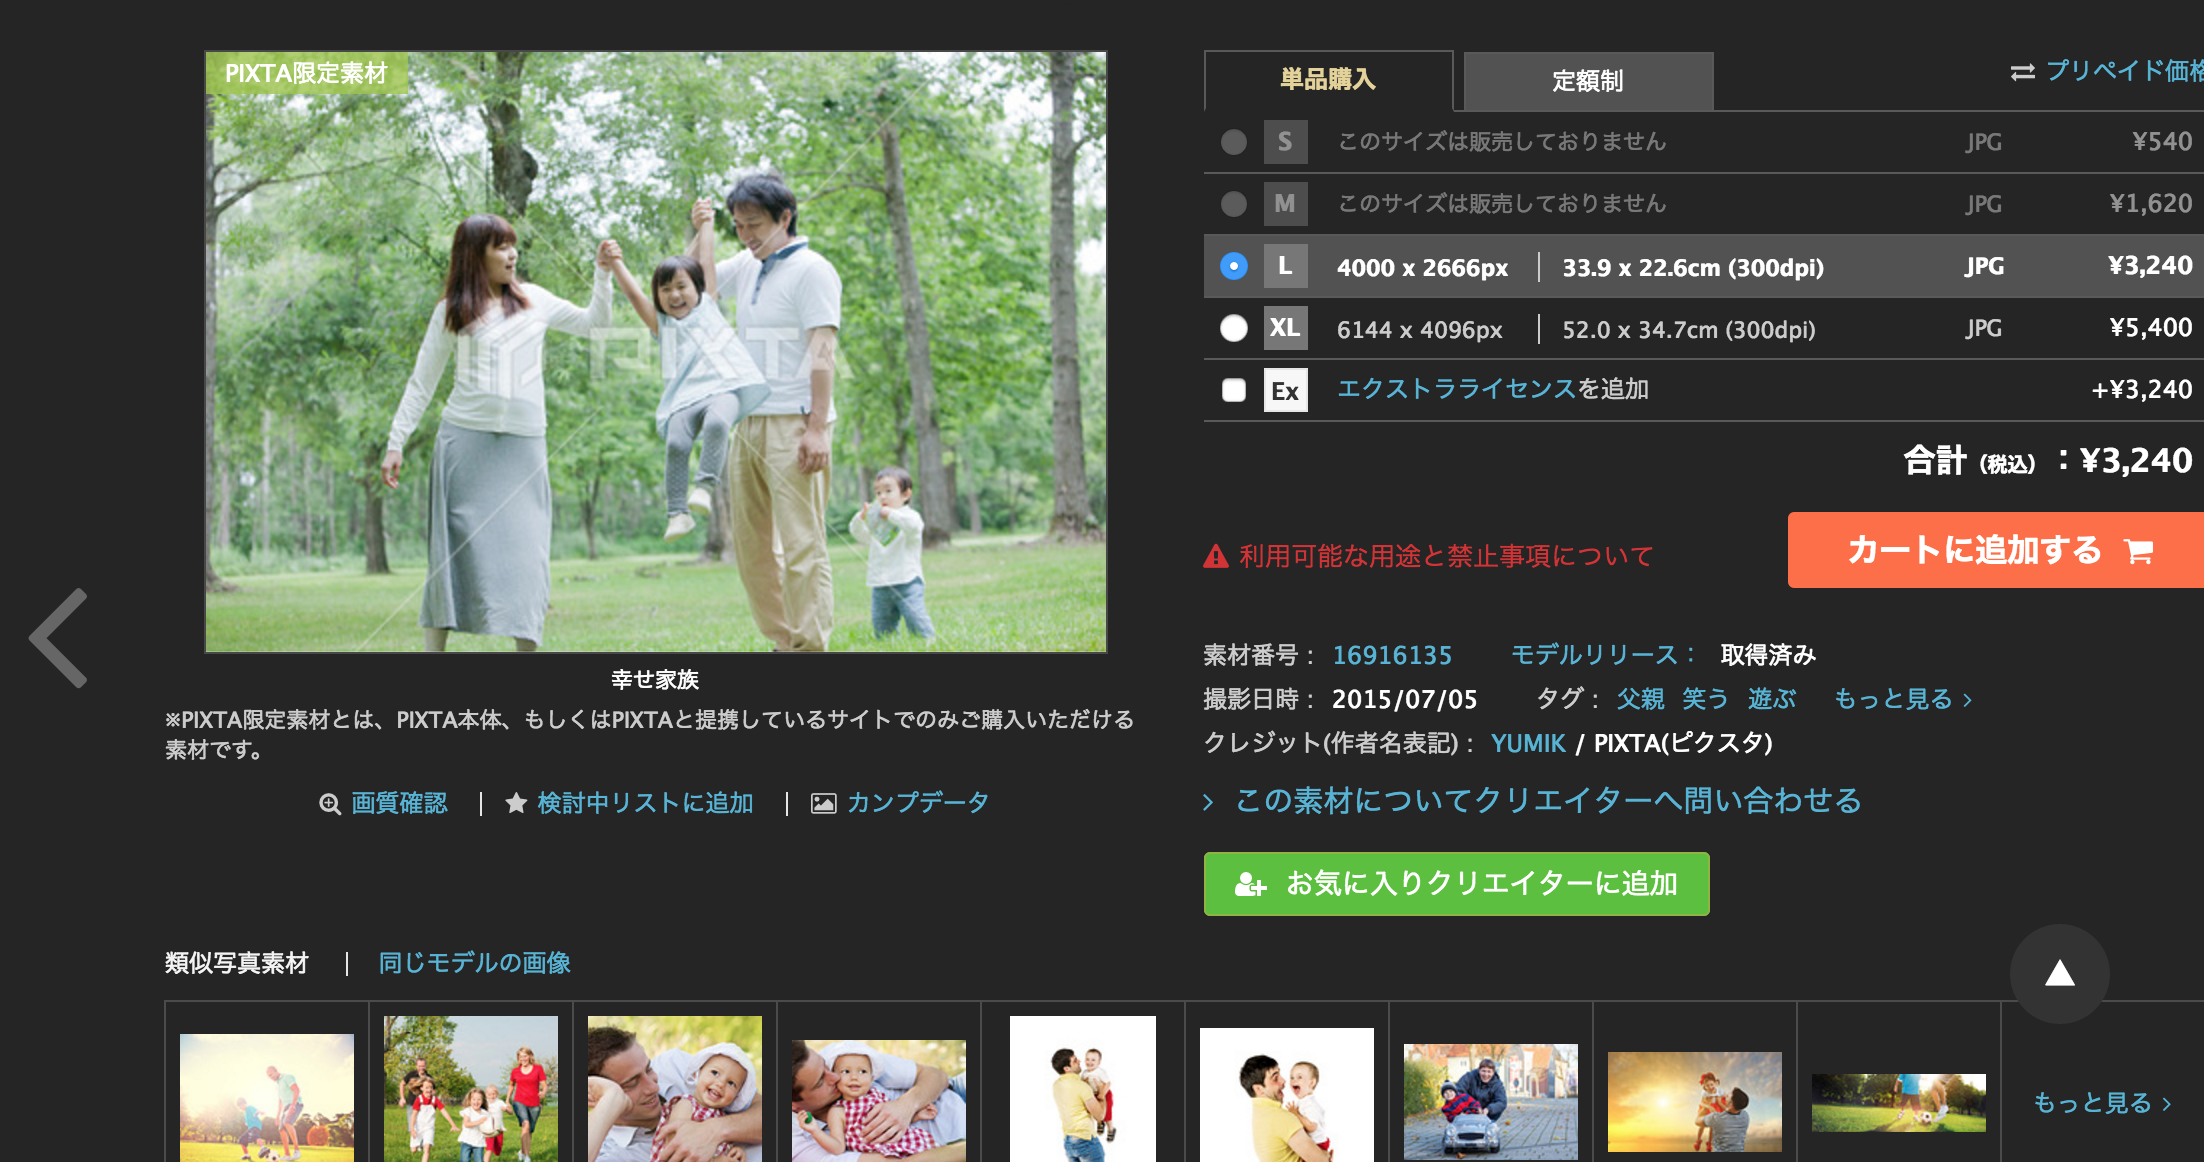 PIXTA限定素材
PIXTA
幸せ家族
※PIXTA限定素材とは、PIXTA本体、もしくはPIXTAと提携しているサイトでのみご購入いただける
素材です。
画質確認 | 検討中リストに追加 | カンプデータ
単品購入 定額制 プリペイド価格
S このサイズは販売しておりません JPG ¥540
M このサイズは販売しておりません JPG ¥1,620
L 4000 x 2666px | 33.9 x 22.6cm (300dpi) JPG ¥3,240
XL 6144 x 4096px | 52.0 x 34.7cm (300dpi) JPG ¥5,400
Ex エクストラライセンスを追加 +¥3,240
合計 (税込) : ¥3,240
利用可能な用途と禁止事項について カートに追加する
素材番号: 16916135 モデルリリース: 取得済み
撮影日時: 2015/07/05 タグ: 父親 笑う 遊ぶ もっと見る >
クレジット(作者名表記): YUMIK / PIXTA(ピクスタ)
> この素材についてクリエイターへ問い合わせる
お気に入りクリエイターに追加
類似写真素材 | 同じモデルの画像
もっと見る >